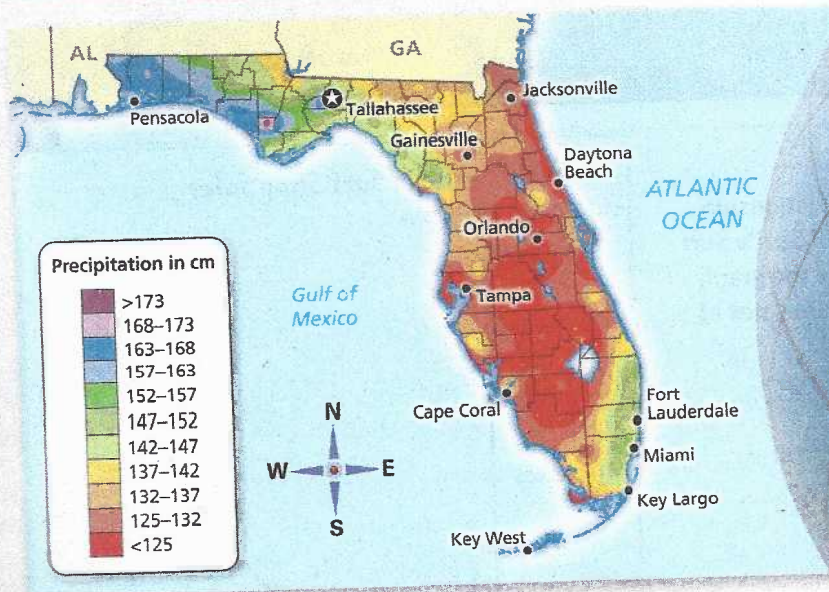 AL
GA
Pensacola
Tallahassee
Jacksonville
Gainesville
Daytona
Beach
ATLANTIC
OCEAN
Orlando
Gulf of
Mexico
Tampa
Cape Coral
Fort
Lauderdale
Miami
Key Largo
Key West
Precipitation in cm
>173
168–173
163–168
157–163
152–157
147–152
142–147
137–142
132–137
125–132
<125
N
W E
S